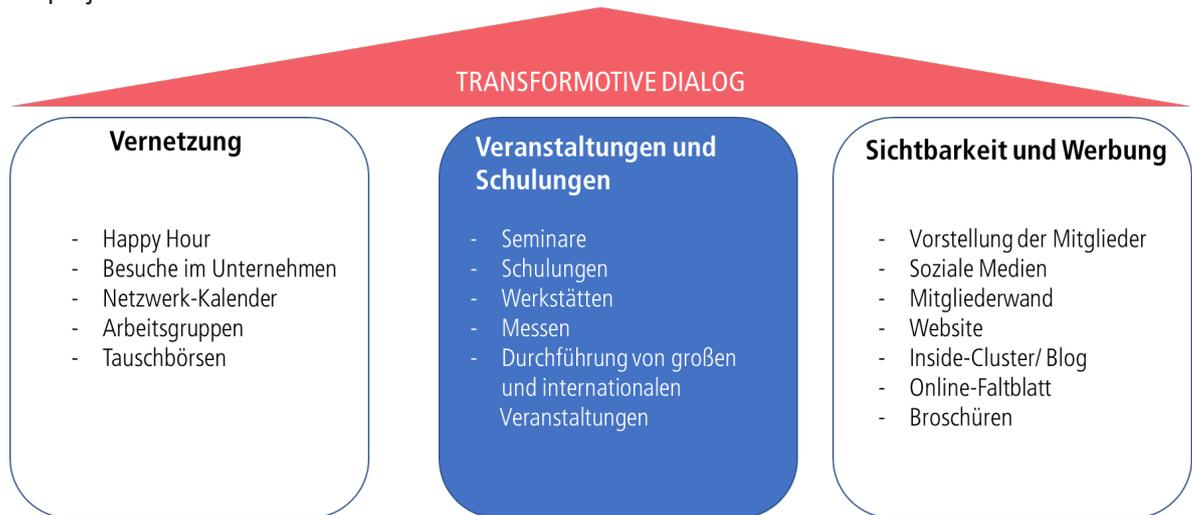 TRANSFORMOTIVE DIALOG
Vernetzung
- Happy Hour
- Besuche im Unternehmen
- Netzwerk-Kalender
- Arbeitsgruppen
- Tauschbörsen
Veranstaltungen und
Schulungen
- Seminare
- Schulungen
- Werkstätten
- Messen
- Durchführung von großen
und internationalen
Veranstaltungen
Sichtbarkeit und Werbung
- Vorstellung der Mitglieder
- Soziale Medien
- Mitgliederwand
- Website
- Inside-Cluster/ Blog
- Online-Faltblatt
- Broschüren